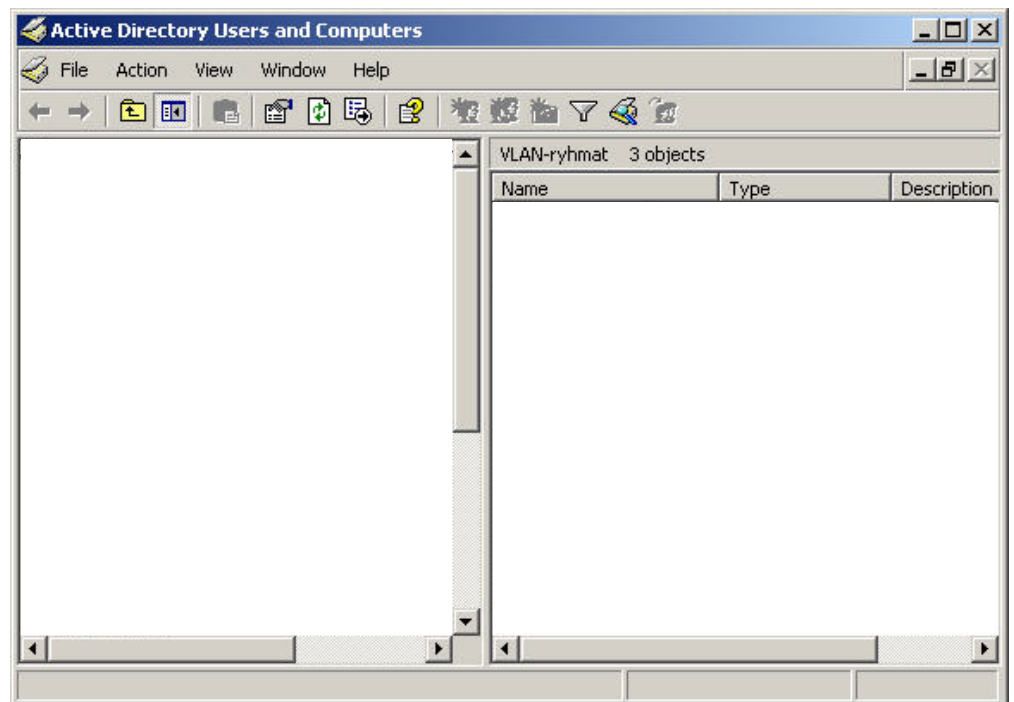 Active Directory Users and Computers
File Action View Window Help
VLAN-ryhmat 3 objects
Name Type Description